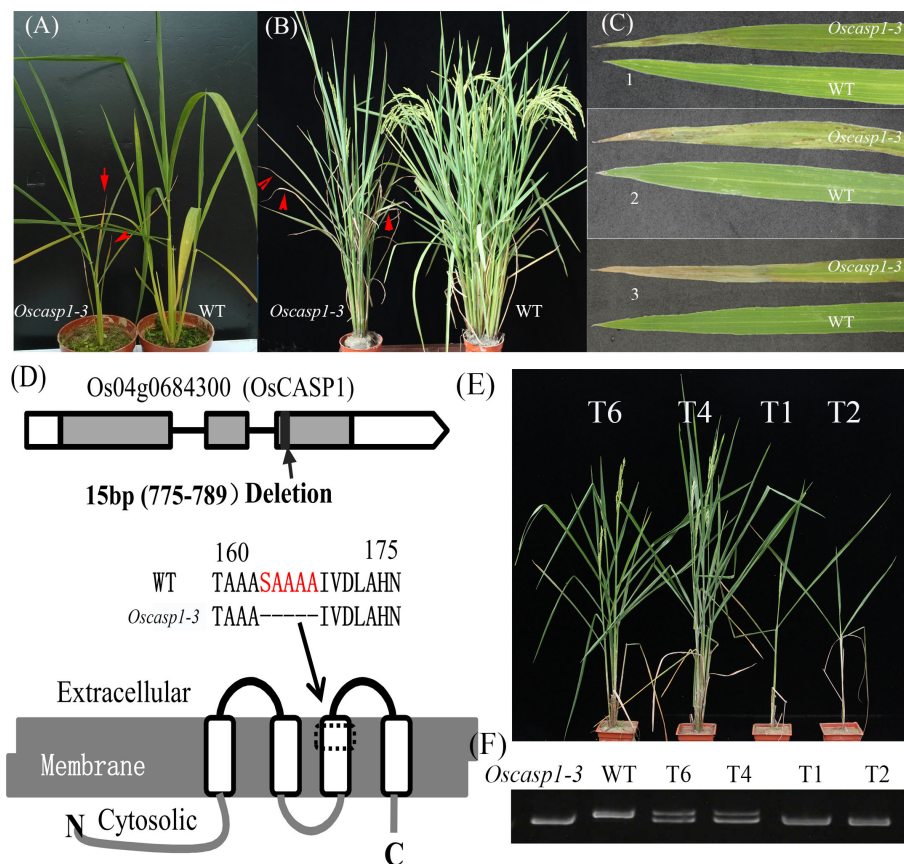 (A)
Oscasp1-3
WT
(B)
Oscasp1-3
WT
(C)
Oscasp1-3
1
WT
Oscasp1-3
2
WT
Oscasp1-3
3
WT
(D)
Os04g0684300 (OsCASP1)
15bp (775-789) Deletion
160 175
WT TAAASAAAAIVDLAHN
Oscasp1-3 TAAA-----IVDLAHN
Extracellular
Membrane
N Cytosolic
C
(E)
T6 T4 T1 T2
(F)
Oscasp1-3 WT T6 T4 T1 T2